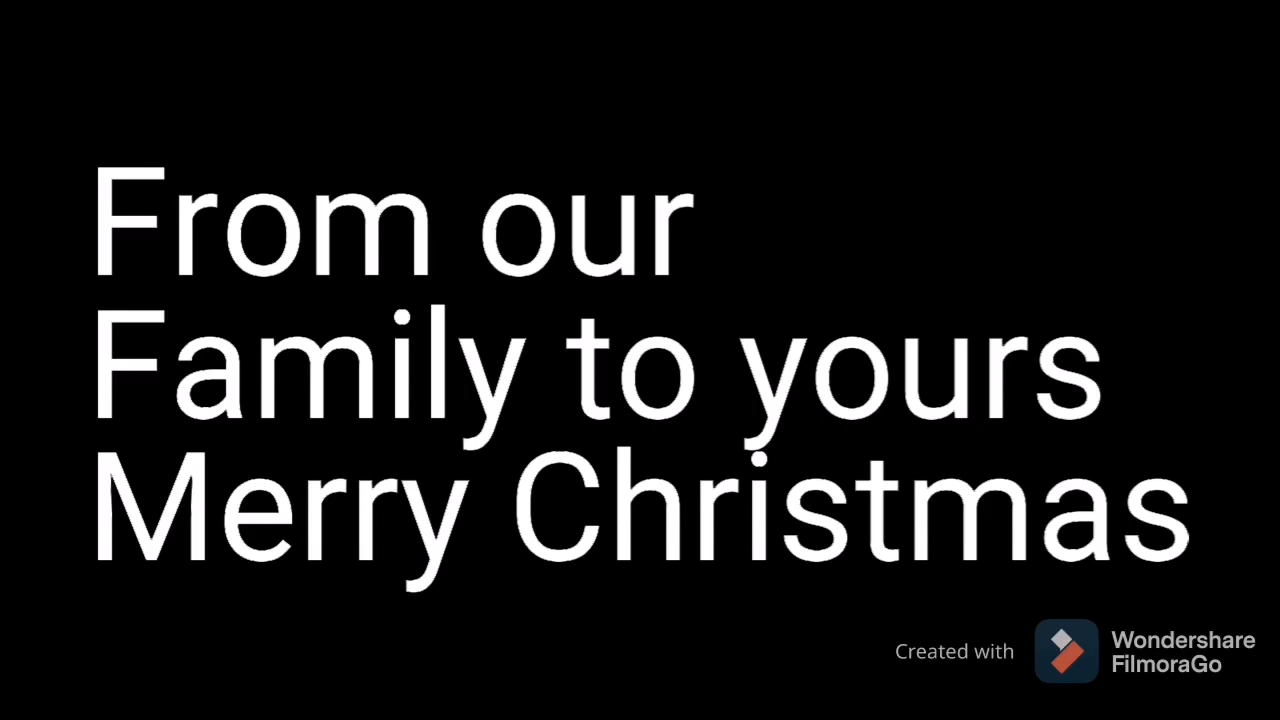 From our
Family to yours
Merry Christmas
Created with
Wondershare
FilmoraGo